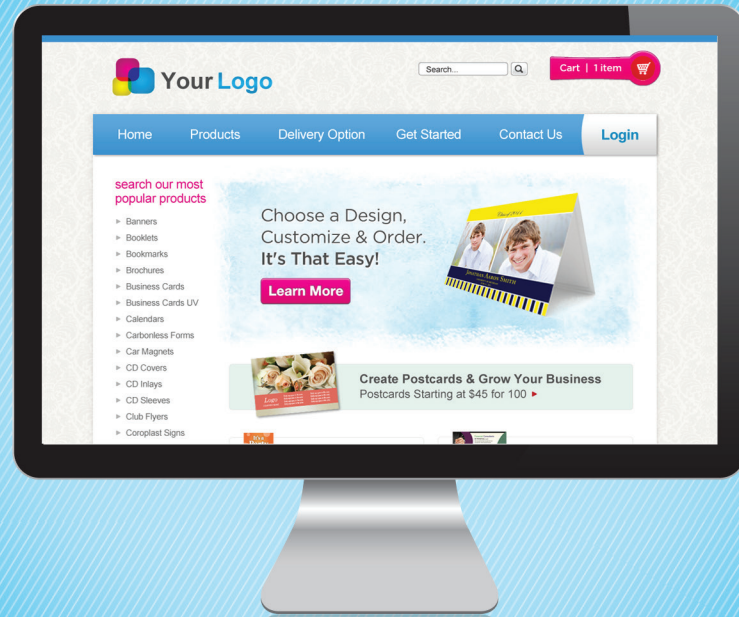 Your Logo
Search...
Cart | 1 item
Home Products Delivery Option Get Started Contact Us Login
search our most
popular products
Banners
Booklets
Bookmarks
Brochures
Business Cards
Business Cards UV
Calendars
Carbonless Forms
Car Magnets
CD Covers
CD Inlays
CD Sleeves
Club Flyers
Coroplast Signs
Choose a Design,
Customize & Order.
It's That Easy!
Learn More
Jonathan Aaron Smith
Create Postcards & Grow Your Business
Postcards Starting at $45 for 100
Logo